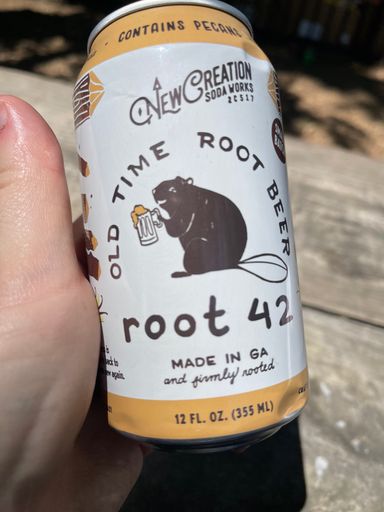 CONTAINS PECANS
NEW CREATION
SODA WORKS
2C517
OLD TIME ROOT BEER
root 42
MADE IN GA
and firmly rooted
12 FL. OZ. (355 ML)